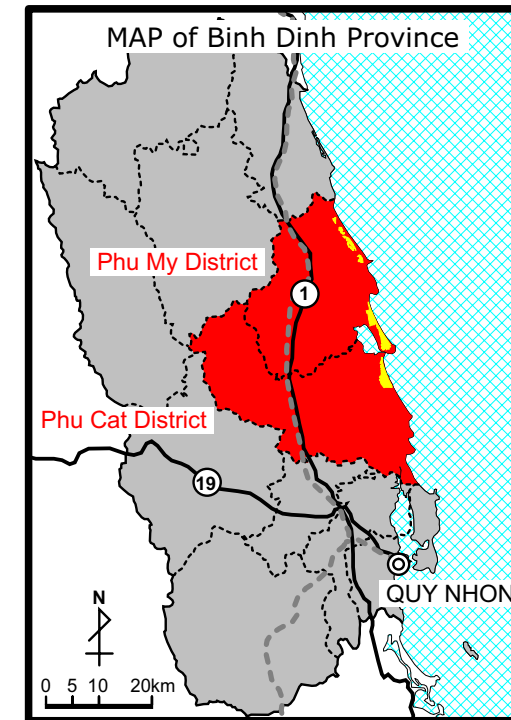 MAP of Binh Dinh Province
Phu My District
1
Phu Cat District
19
QUY NHON
N
0 5 10 20km